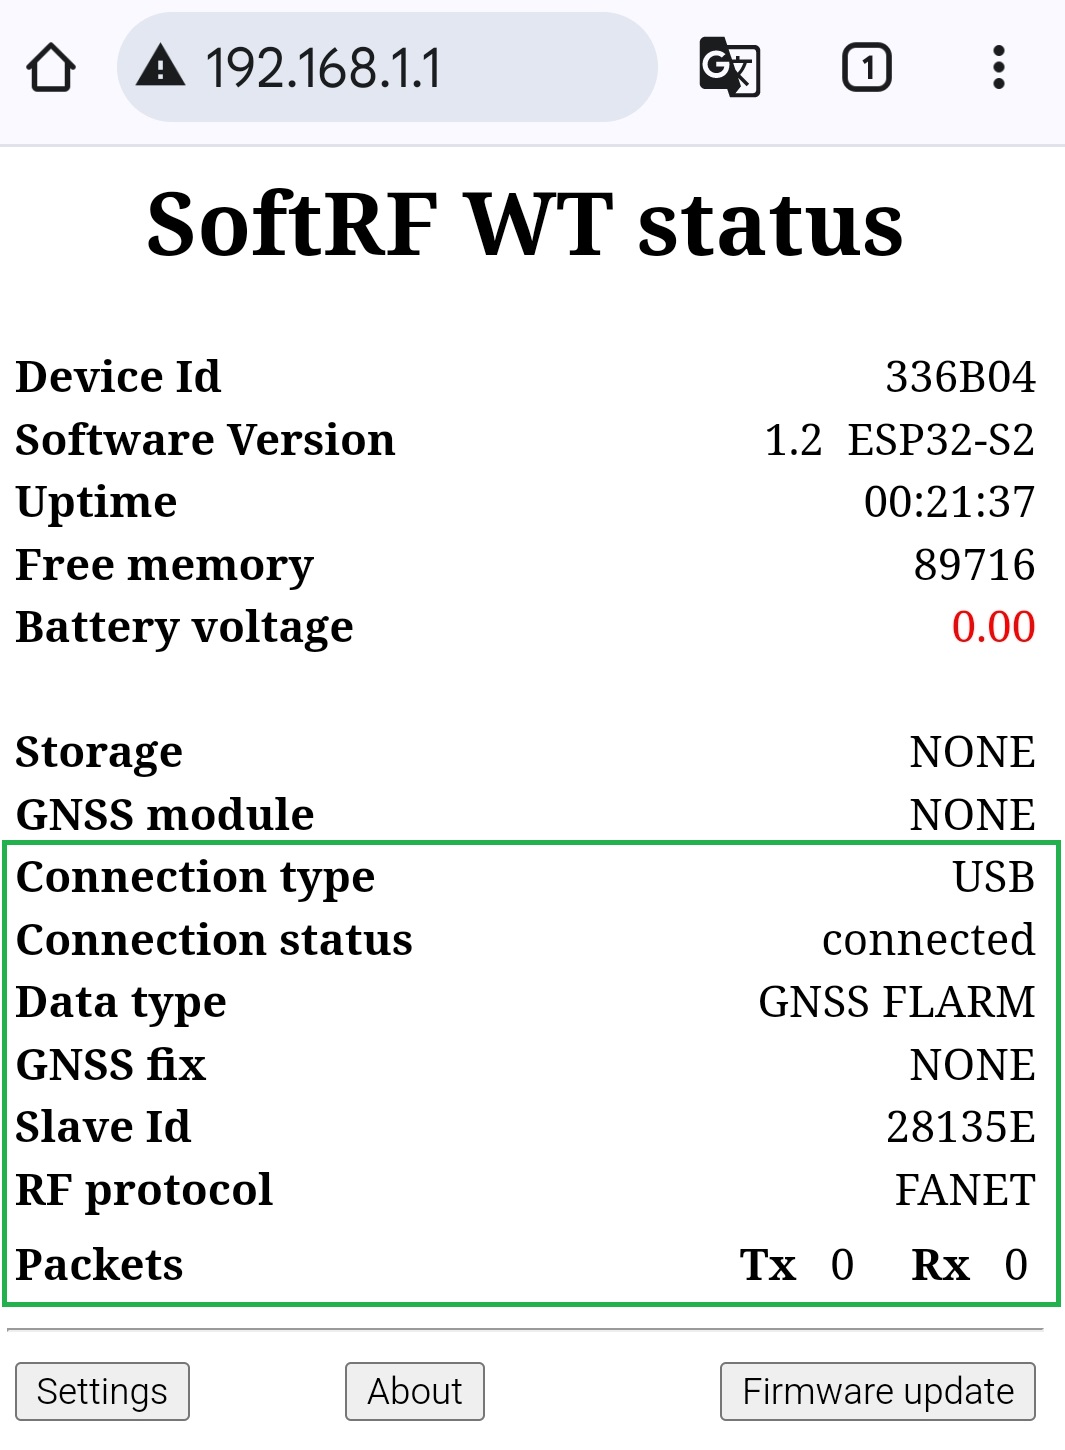 192.168.1.1
1
SoftRF WT status
Device Id 336B04
Software Version 1.2 ESP32-S2
Uptime 00:21:37
Free memory 89716
Battery voltage 0.00
Storage NONE
GNSS module NONE
Connection type USB
Connection status connected
Data type GNSS FLARM
GNSS fix NONE
Slave Id 28135E
RF protocol FANET
Packets Tx 0 Rx 0
Settings About Firmware update